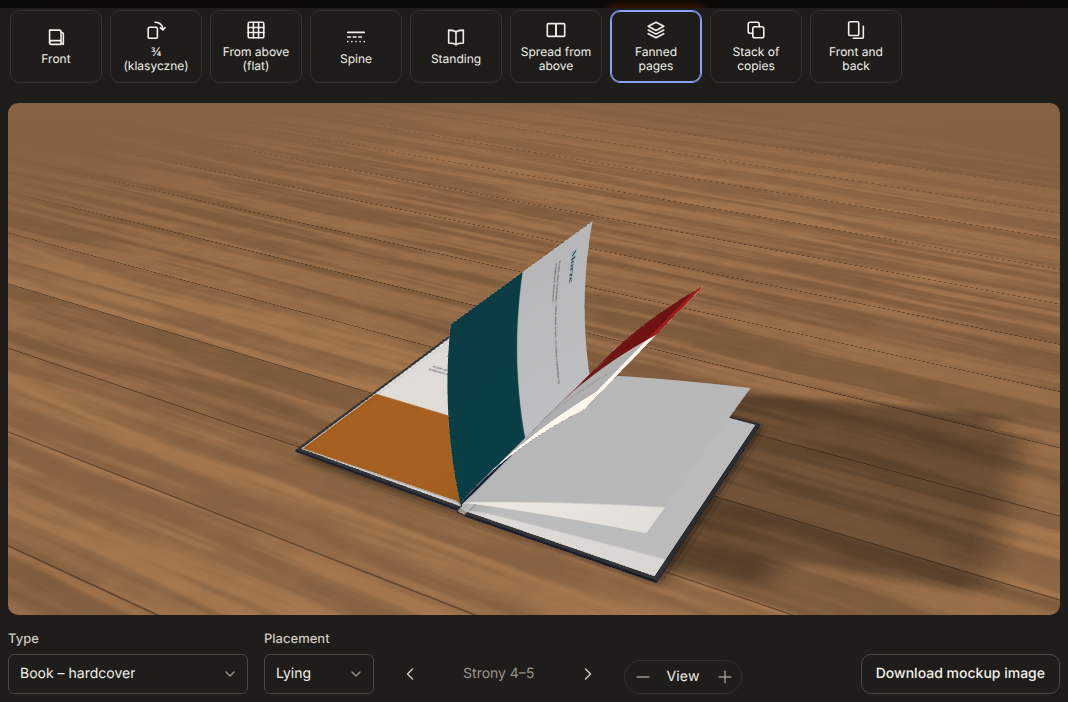 Front
¾
(klasyczne)
From above
(flat)
Spine
Standing
Spread from
above
Fanned
pages
Stack of
copies
Front and
back
Type
Placement
Book – hardcover
Lying
Strony 4–5
View
Download mockup image